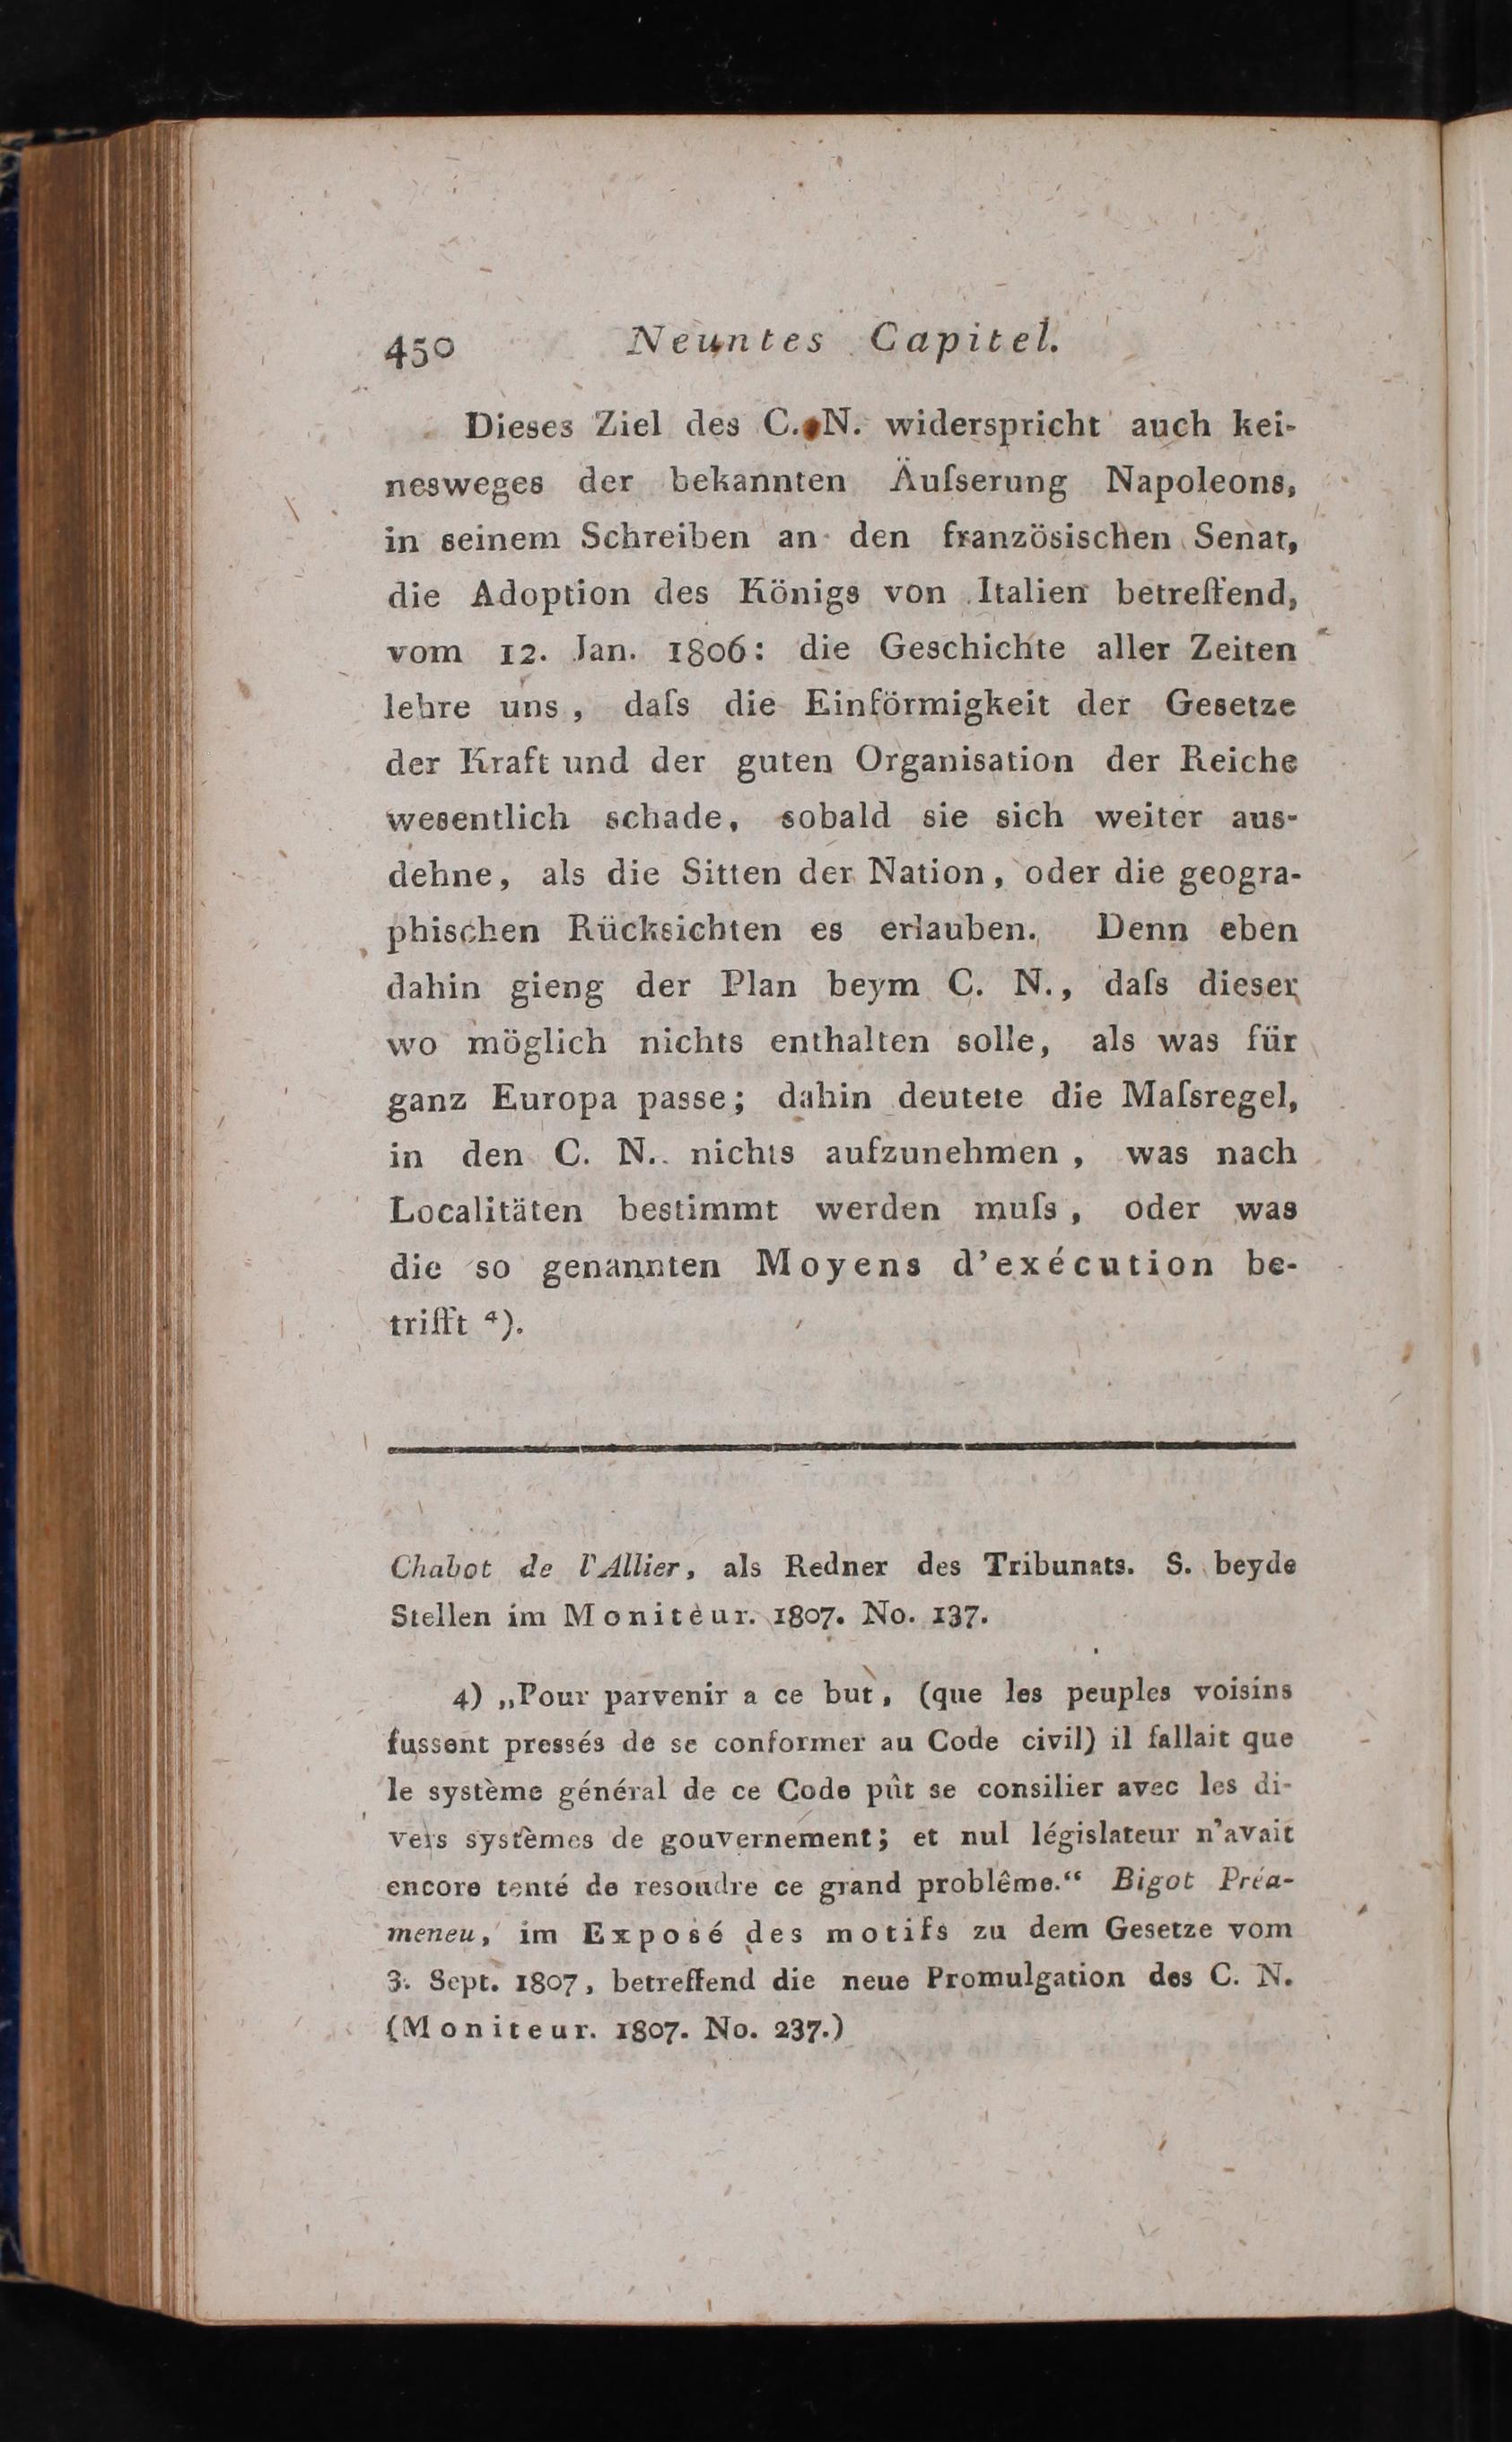 450 Neuntes Capitel.
Dieses Ziel des C. N. widerspricht auch kei-
nesweges der bekannten Äuſserung Napoleons,
in seinem Schreiben an den französischen Senat,
die Adoption des Königs von Italien betreffend,
vom 12. Jan. 1806: die Geschichte aller Zeiten
lehre uns, daſs die Einförmigkeit der Gesetze
der Kraft und der guten Organisation der Reiche
wesentlich schade, sobald sie sich weiter aus-
dehne, als die Sitten der Nation, oder die geogra-
phischen Rücksichten es erlauben. Denn eben
dahin gieng der Plan beym C. N., daſs dieser
wo möglich nichts enthalten solle, als was für
ganz Europa passe; dahin deutete die Maſsregel,
in den C. N. nichts aufzunehmen, was nach
Localitäten bestimmt werden muſs, oder was
die so genannten Moyens d'exécution be-
trifft 4).
Chabot de l'Allier, als Redner des Tribunats. S. beyde
Stellen im Moniteur. 1807. No. 137.
4) „Pour parvenir a ce but, (que les peuples voisins
fussent pressés de se conformer au Code civil) il fallait que
le système général de ce Code pût se consilier avec les di-
vers systèmes de gouvernement; et nul législateur n'avait
encore tenté de resoudre ce grand problême.“ Bigot Préa-
meneu, im Exposé des motifs zu dem Gesetze vom
3. Sept. 1807, betreffend die neue Promulgation des C. N.
(Moniteur. 1807. No. 237.)